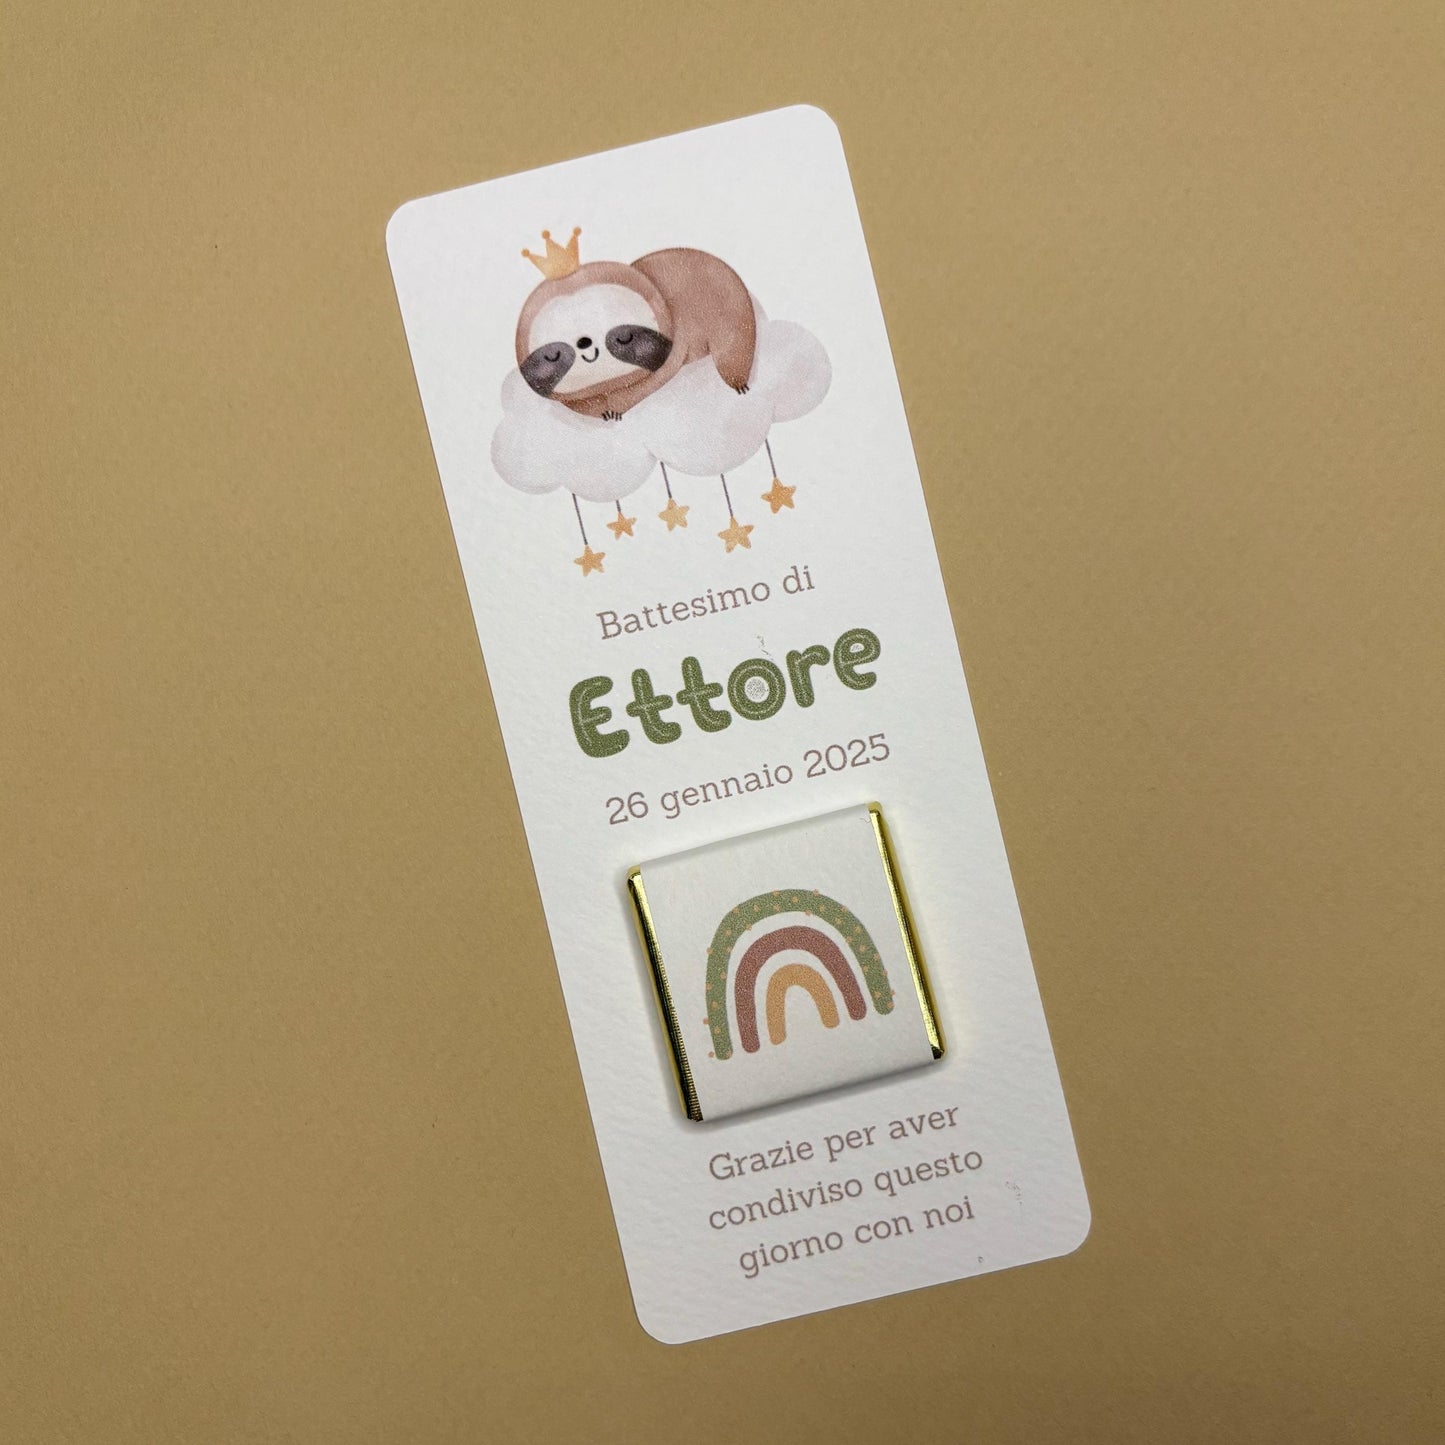 Battesimo di
Ettore
26 gennaio 2025
Grazie per aver
condiviso questo
giorno con noi